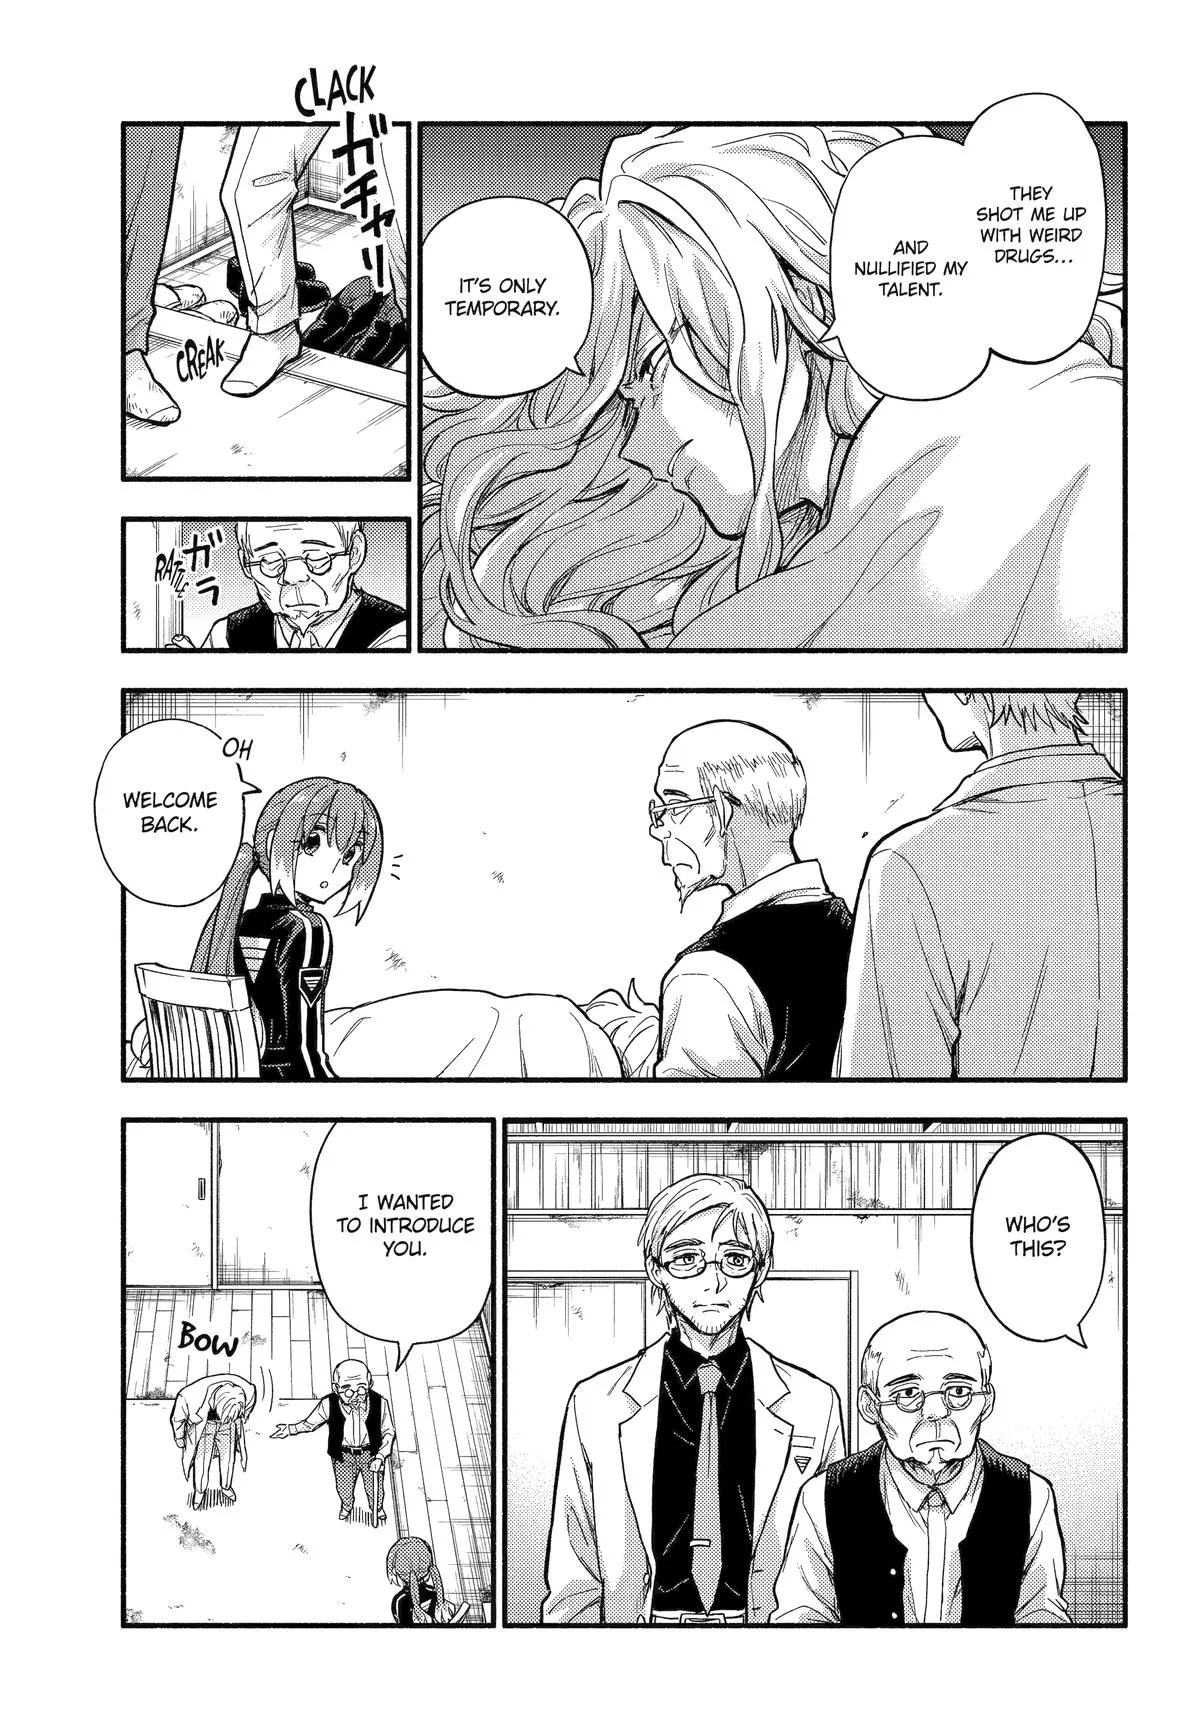 THEY
SHOT ME UP
WITH WEIRD
DRUGS...
AND
NULLIFIED MY
TALENT.
IT'S ONLY
TEMPORARY.
CLACK
ガチャリ
CREAK
RATTLE
ガラ
OH
WELCOME
BACK.
WHO'S
THIS?
I WANTED
TO INTRODUCE
YOU.
BOW